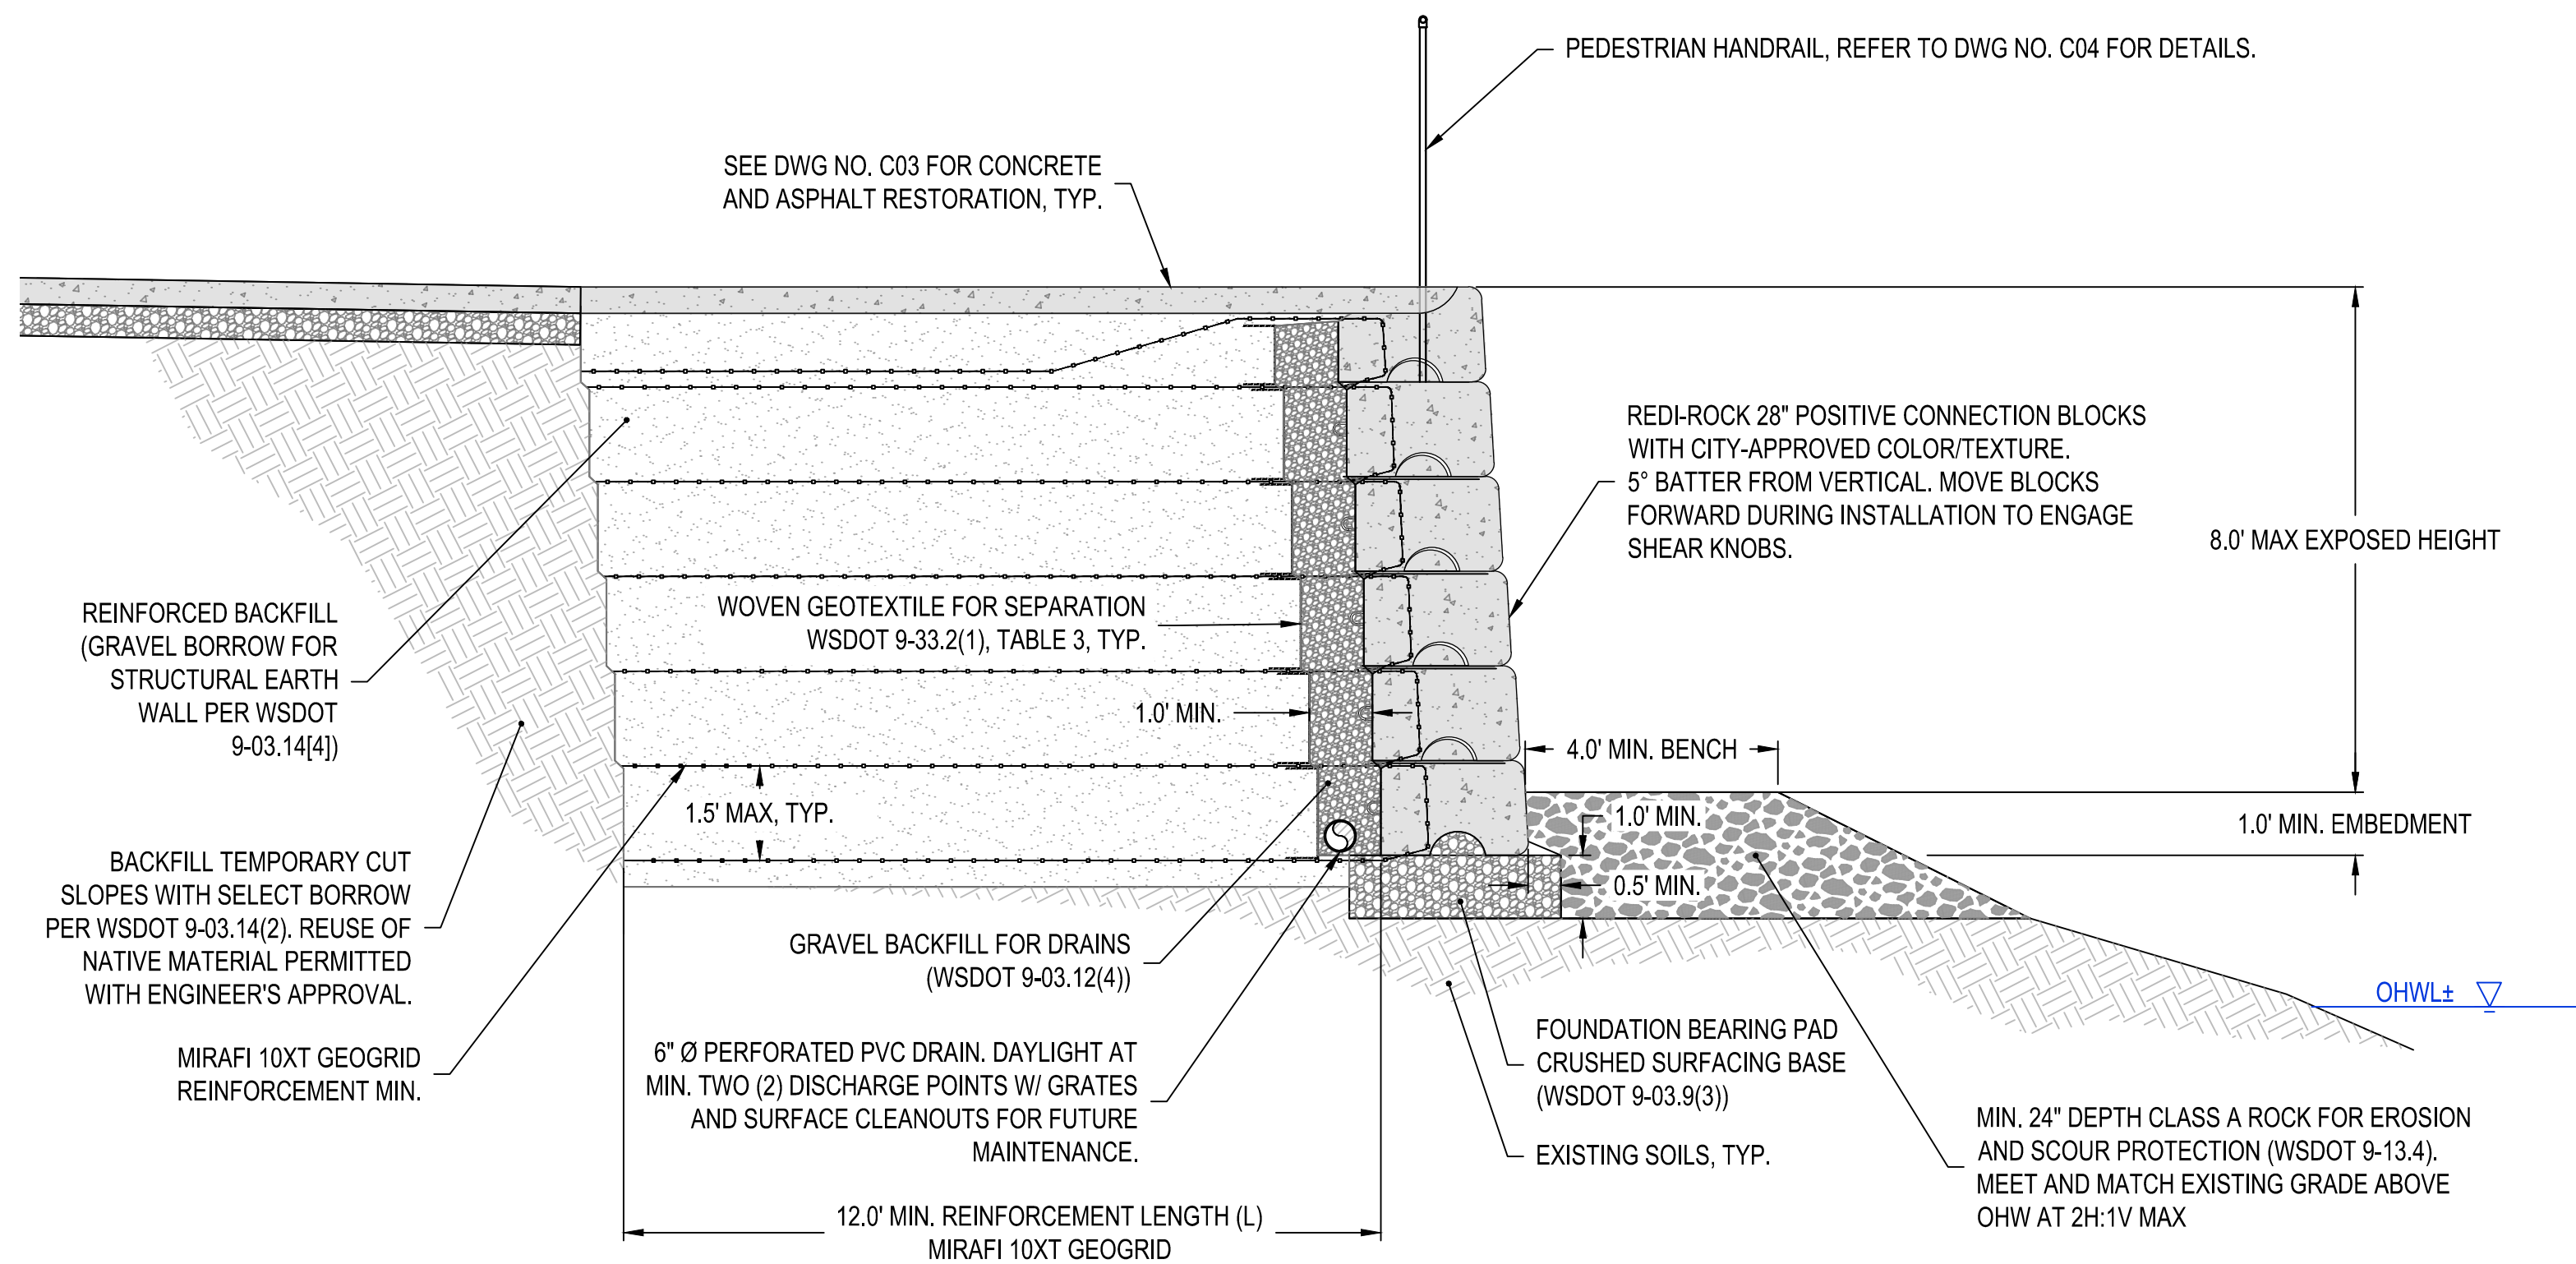 PEDESTRIAN HANDRAIL, REFER TO DWG NO. C04 FOR DETAILS.
SEE DWG NO. C03 FOR CONCRETE
AND ASPHALT RESTORATION, TYP.
REDI-ROCK 28" POSITIVE CONNECTION BLOCKS
WITH CITY-APPROVED COLOR/TEXTURE.
5° BATTER FROM VERTICAL. MOVE BLOCKS
FORWARD DURING INSTALLATION TO ENGAGE
SHEAR KNOBS.
8.0' MAX EXPOSED HEIGHT
REINFORCED BACKFILL
(GRAVEL BORROW FOR
STRUCTURAL EARTH
WALL PER WSDOT
9-03.14[4])
WOVEN GEOTEXTILE FOR SEPARATION
WSDOT 9-33.2(1), TABLE 3, TYP.
1.0' MIN.
4.0' MIN. BENCH
1.5' MAX, TYP.
1.0' MIN.
1.0' MIN. EMBEDMENT
0.5' MIN.
BACKFILL TEMPORARY CUT
SLOPES WITH SELECT BORROW
PER WSDOT 9-03.14(2). REUSE OF
NATIVE MATERIAL PERMITTED
WITH ENGINEER'S APPROVAL.
GRAVEL BACKFILL FOR DRAINS
(WSDOT 9-03.12(4))
OHWL±
MIRAFI 10XT GEOGRID
REINFORCEMENT MIN.
6" Ø PERFORATED PVC DRAIN. DAYLIGHT AT
MIN. TWO (2) DISCHARGE POINTS W/ GRATES
AND SURFACE CLEANOUTS FOR FUTURE
MAINTENANCE.
FOUNDATION BEARING PAD
CRUSHED SURFACING BASE
(WSDOT 9-03.9(3))
EXISTING SOILS, TYP.
MIN. 24" DEPTH CLASS A ROCK FOR EROSION
AND SCOUR PROTECTION (WSDOT 9-13.4).
MEET AND MATCH EXISTING GRADE ABOVE
OHW AT 2H:1V MAX
12.0' MIN. REINFORCEMENT LENGTH (L)
MIRAFI 10XT GEOGRID